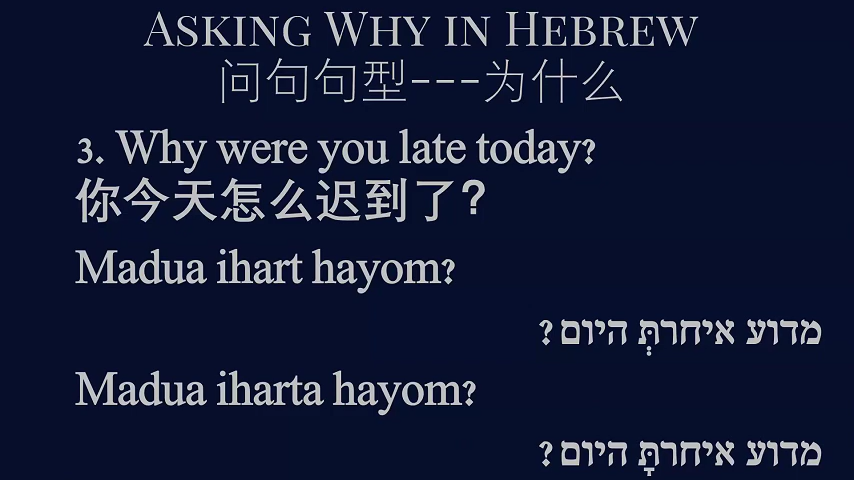 Asking Why in Hebrew
问句句型---为什么
3. Why were you late today?
你今天怎么迟到了？
Madua ihart hayom?
מדוע איחרתְּ היום ?
Madua iharta hayom?
מדוע איחרתָּ היום ?